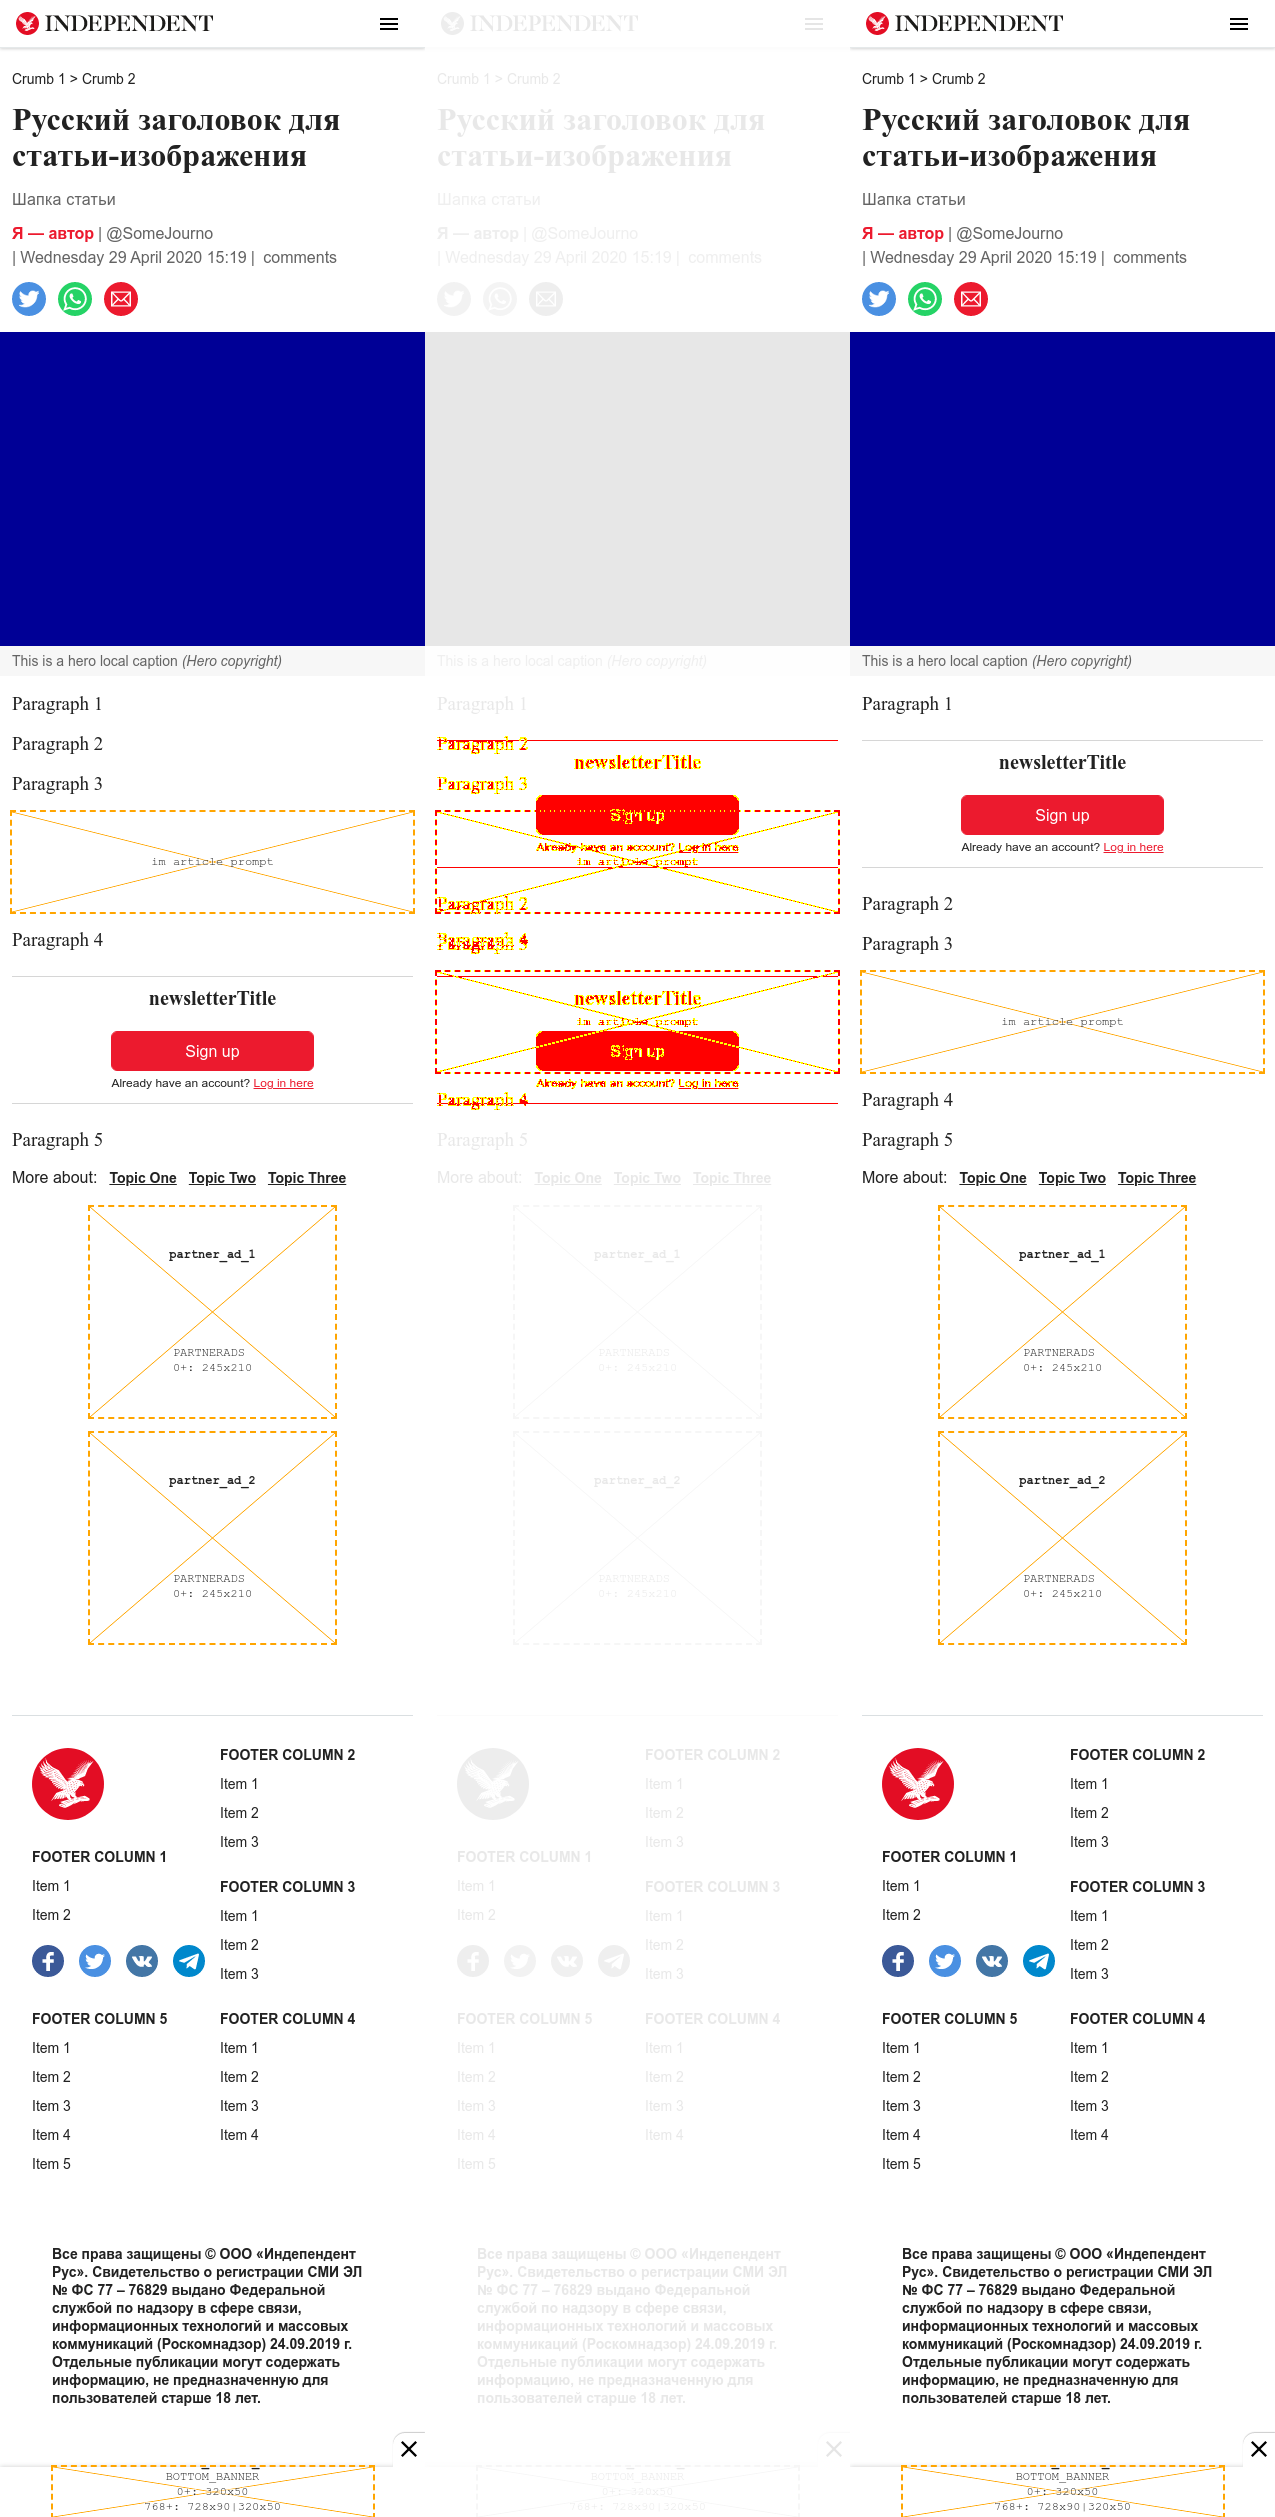 INDEPENDENT
Crumb 1 > Crumb 2
Русский заголовок для
статьи-изображения
Шапка статьи
Я — автор | @SomeJourno
| Wednesday 29 April 2020 15:19 | comments
This is a hero local caption (Hero copyright)
Paragraph 1
Paragraph 2
Paragraph 3
im article prompt
Paragraph 4
newsletterTitle
Sign up
Already have an account? Log in here
Paragraph 5
More about: Topic One Topic Two Topic Three
partner_ad_1
PARTNERADS
0+: 245x210
partner_ad_2
PARTNERADS
0+: 245x210
FOOTER COLUMN 1
Item 1
Item 2
FOOTER COLUMN 2
Item 1
Item 2
Item 3
FOOTER COLUMN 3
Item 1
Item 2
Item 3
FOOTER COLUMN 5
Item 1
Item 2
Item 3
Item 4
Item 5
FOOTER COLUMN 4
Item 1
Item 2
Item 3
Item 4
Все права защищены © ООО «Индепендент
Рус». Свидетельство о регистрации СМИ ЭЛ
№ ФС 77 – 76829 выдано Федеральной
службой по надзору в сфере связи,
информационных технологий и массовых
коммуникаций (Роскомнадзор) 24.09.2019 г.
Отдельные публикации могут содержать
информацию, не предназначенную для
пользователей старше 18 лет.
BOTTOM_BANNER
0+: 320x50
768+: 728x90|320x50
INDEPENDENT
Crumb 1 > Crumb 2
Русский заголовок для
статьи-изображения
Шапка статьи
Я — автор | @SomeJourno
| Wednesday 29 April 2020 15:19 | comments
This is a hero local caption (Hero copyright)
Paragraph 1
Paragraph 2
newsletterTitle
Paragraph 3
Sign up
Already have an account? Log in here
im article prompt
Paragraph 2
Paragraph 4
newsletterTitle
im article prompt
Sign up
Already have an account? Log in here
Paragraph 4
Paragraph 5
More about: Topic One Topic Two Topic Three
partner_ad_1
PARTNERADS
0+: 245x210
partner_ad_2
PARTNERADS
0+: 245x210
FOOTER COLUMN 1
Item 1
Item 2
FOOTER COLUMN 2
Item 1
Item 2
Item 3
FOOTER COLUMN 3
Item 1
Item 2
Item 3
FOOTER COLUMN 5
Item 1
Item 2
Item 3
Item 4
Item 5
FOOTER COLUMN 4
Item 1
Item 2
Item 3
Item 4
Все права защищены © ООО «Индепендент
Рус». Свидетельство о регистрации СМИ ЭЛ
№ ФС 77 – 76829 выдано Федеральной
службой по надзору в сфере связи,
информационных технологий и массовых
коммуникаций (Роскомнадзор) 24.09.2019 г.
Отдельные публикации могут содержать
информацию, не предназначенную для
пользователей старше 18 лет.
BOTTOM_BANNER
0+: 320x50
768+: 728x90|320x50
INDEPENDENT
Crumb 1 > Crumb 2
Русский заголовок для
статьи-изображения
Шапка статьи
Я — автор | @SomeJourno
| Wednesday 29 April 2020 15:19 | comments
This is a hero local caption (Hero copyright)
Paragraph 1
newsletterTitle
Sign up
Already have an account? Log in here
Paragraph 2
Paragraph 3
im article prompt
Paragraph 4
Paragraph 5
More about: Topic One Topic Two Topic Three
partner_ad_1
PARTNERADS
0+: 245x210
partner_ad_2
PARTNERADS
0+: 245x210
FOOTER COLUMN 1
Item 1
Item 2
FOOTER COLUMN 2
Item 1
Item 2
Item 3
FOOTER COLUMN 3
Item 1
Item 2
Item 3
FOOTER COLUMN 5
Item 1
Item 2
Item 3
Item 4
Item 5
FOOTER COLUMN 4
Item 1
Item 2
Item 3
Item 4
Все права защищены © ООО «Индепендент
Рус». Свидетельство о регистрации СМИ ЭЛ
№ ФС 77 – 76829 выдано Федеральной
службой по надзору в сфере связи,
информационных технологий и массовых
коммуникаций (Роскомнадзор) 24.09.2019 г.
Отдельные публикации могут содержать
информацию, не предназначенную для
пользователей старше 18 лет.
BOTTOM_BANNER
0+: 320x50
768+: 728x90|320x50